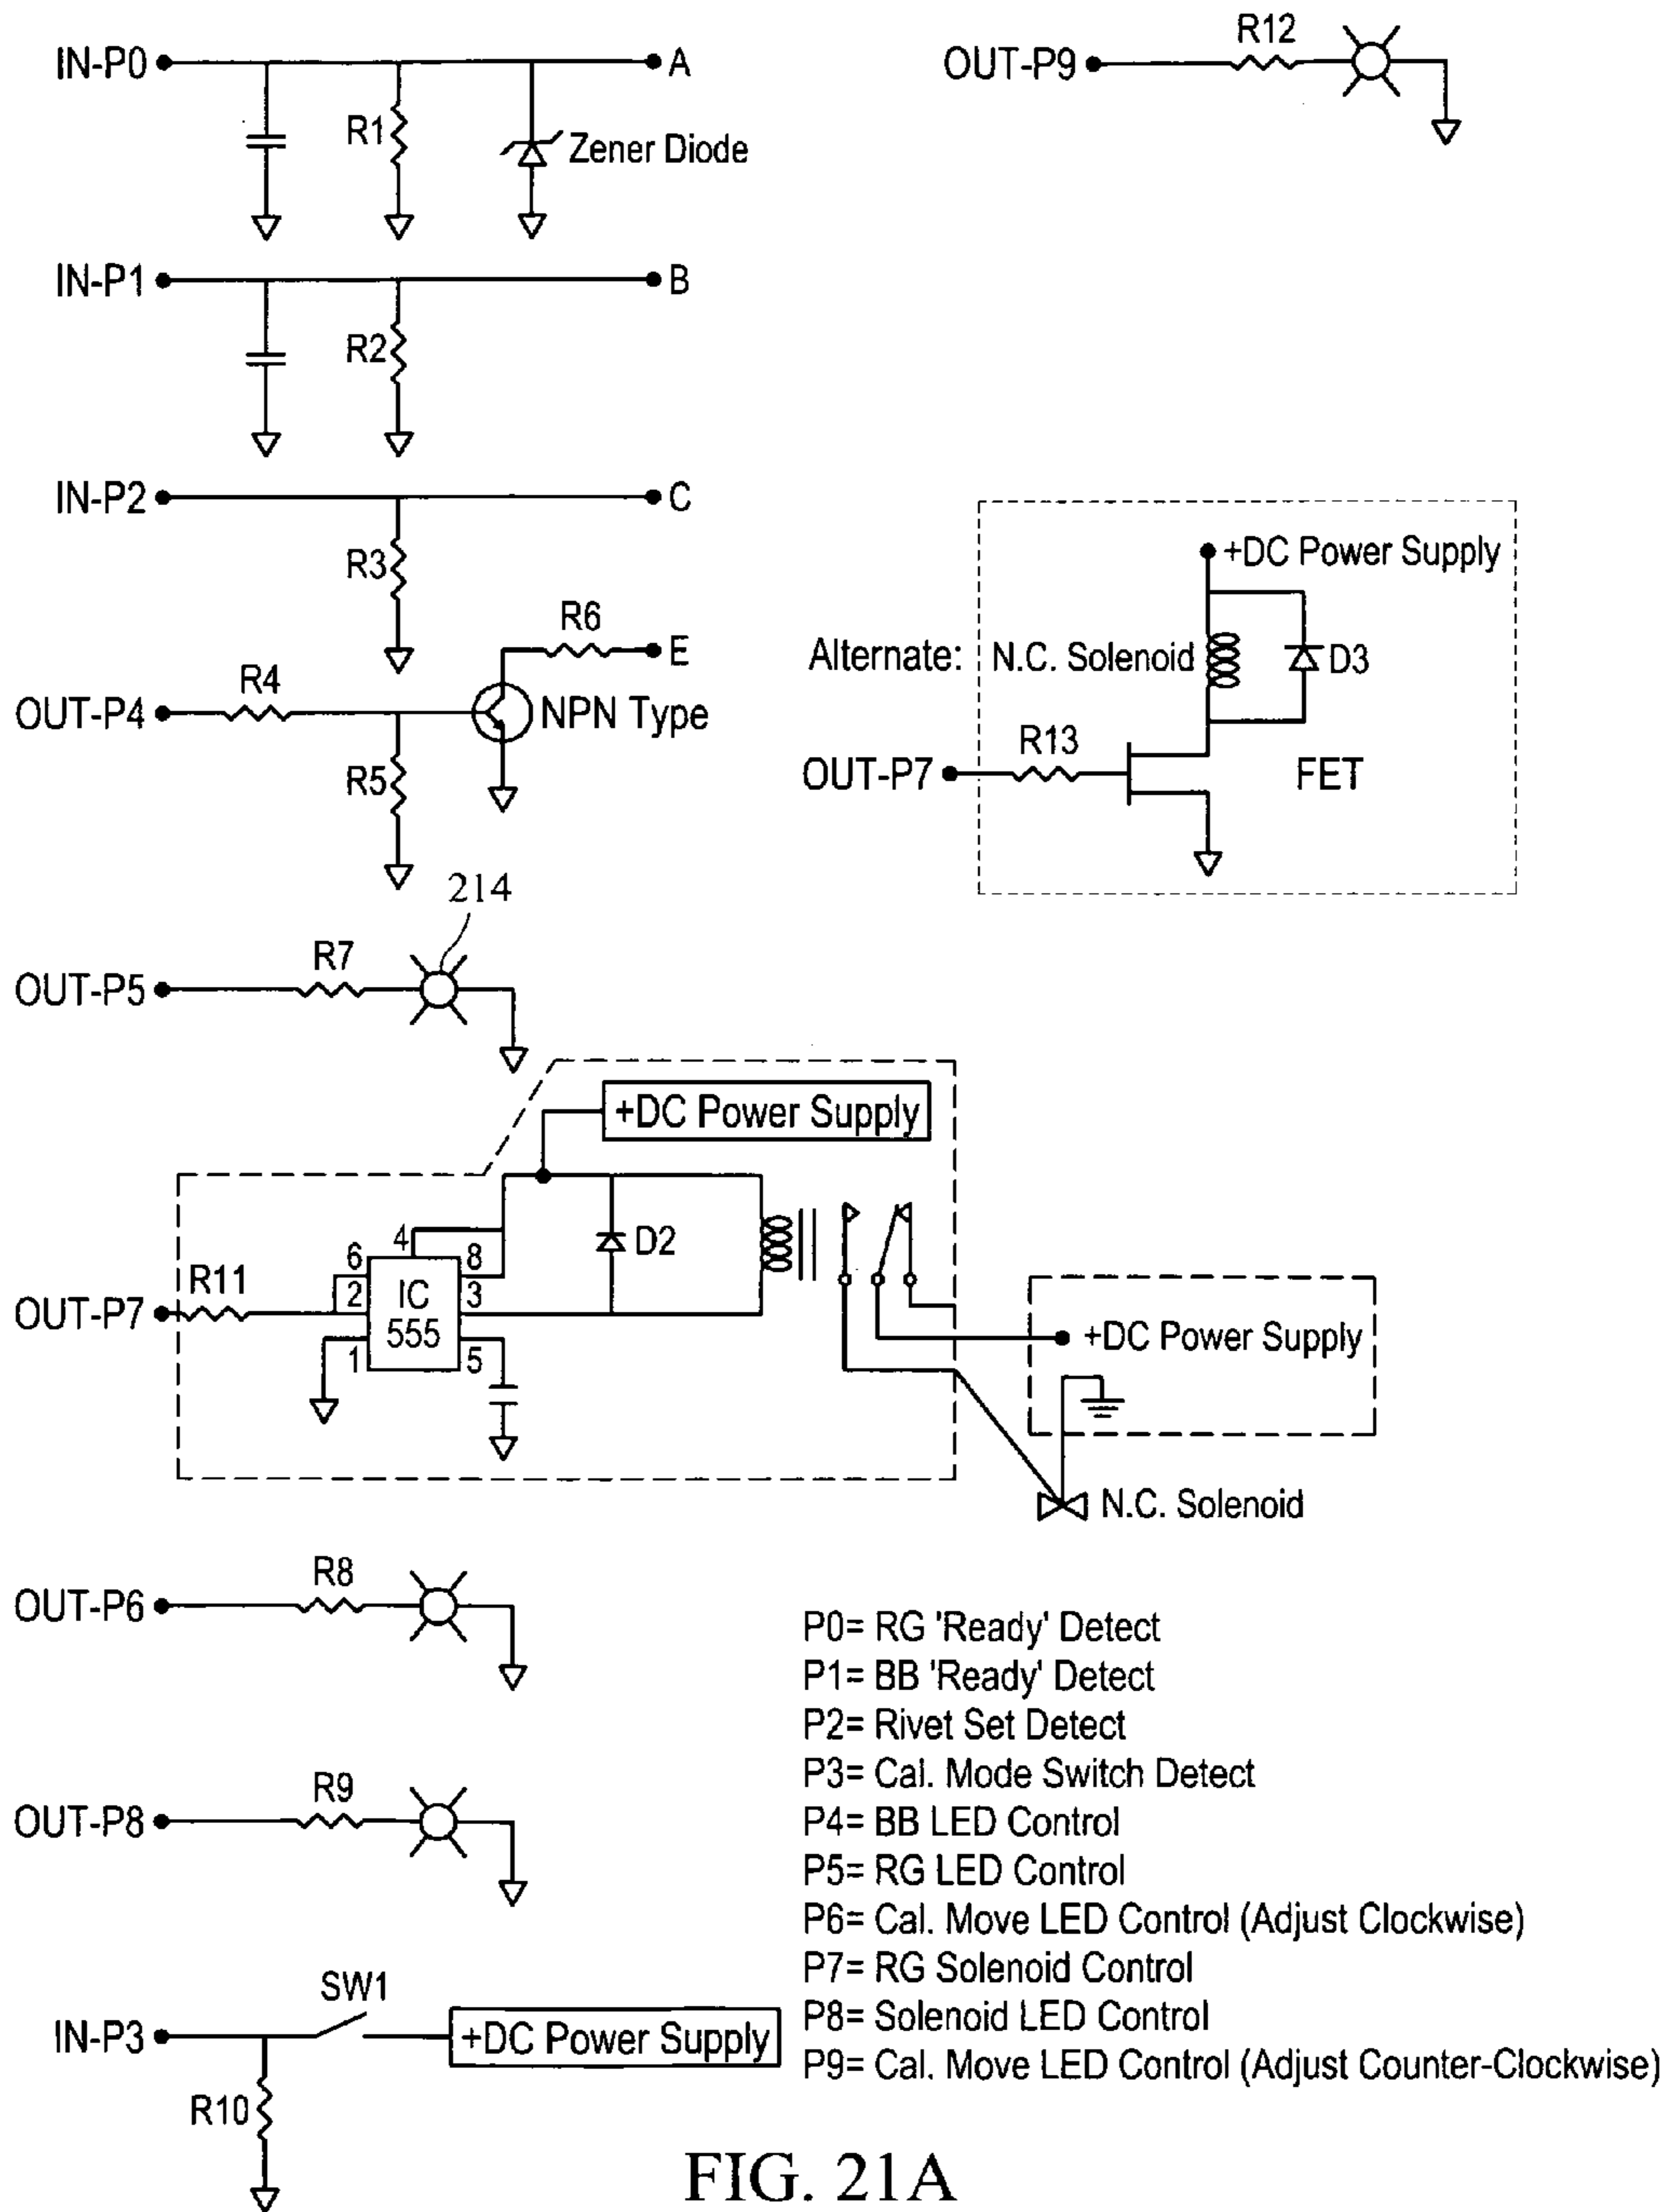 IN-P0
A
R1
Zener Diode
OUT-P9
R12
IN-P1
B
R2
IN-P2
C
R3
R6
E
R4
OUT-P4
NPN Type
R5
+DC Power Supply
Alternate:
N.C. Solenoid
D3
R13
OUT-P7
FET
214
R7
OUT-P5
+DC Power Supply
4
6
8
D2
R11
2
IC
3
OUT-P7
555
1
5
+DC Power Supply
N.C. Solenoid
R8
OUT-P6
R9
OUT-P8
SW1
IN-P3
+DC Power Supply
R10
P0= RG 'Ready' Detect
P1= BB 'Ready' Detect
P2= Rivet Set Detect
P3= Cal. Mode Switch Detect
P4= BB LED Control
P5= RG LED Control
P6= Cal. Move LED Control (Adjust Clockwise)
P7= RG Solenoid Control
P8= Solenoid LED Control
P9= Cal. Move LED Control (Adjust Counter-Clockwise)
FIG. 21A